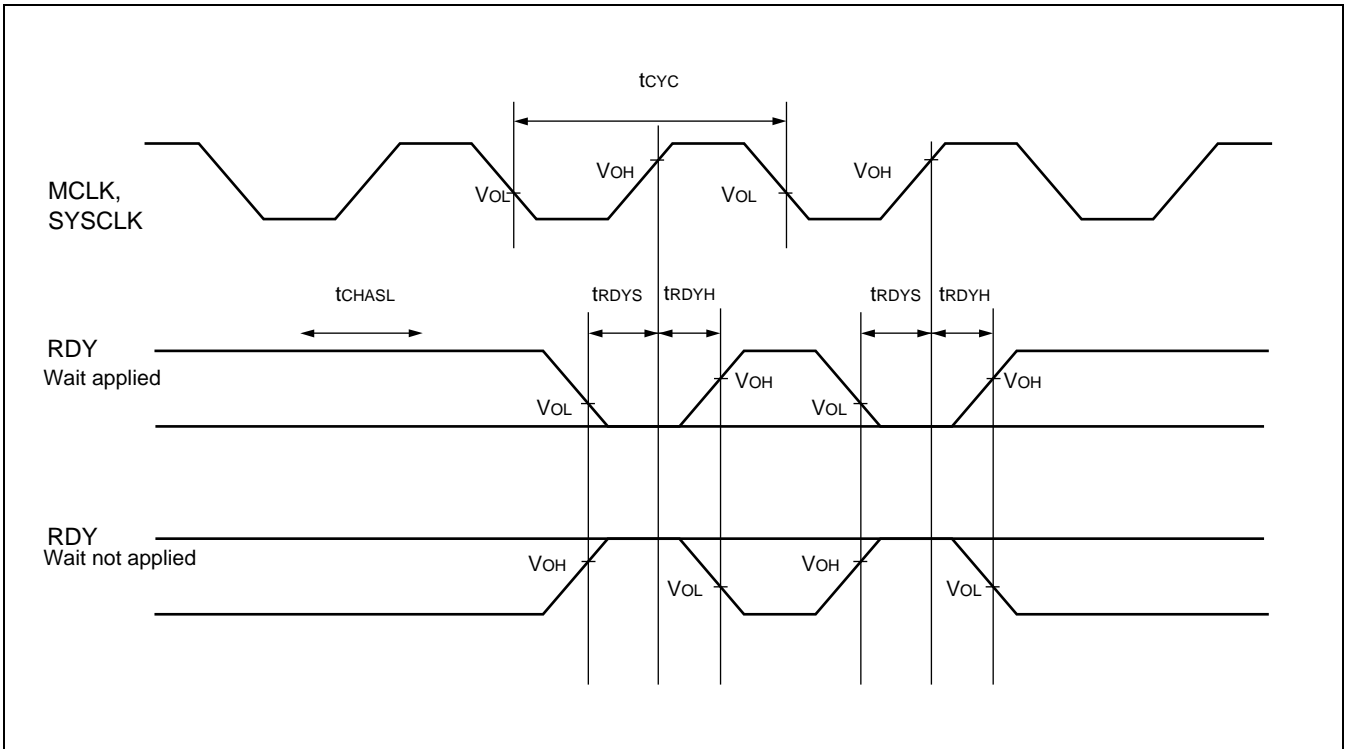 tCYC
VOH
VOH
VOL
VOL
MCLK,
SYSCLK
tCHASL
tRDYS
tRDYH
tRDYS
tRDYH
RDY
Wait applied
VOH
VOH
VOL
VOL
RDY
Wait not applied
VOH
VOH
VOL
VOL